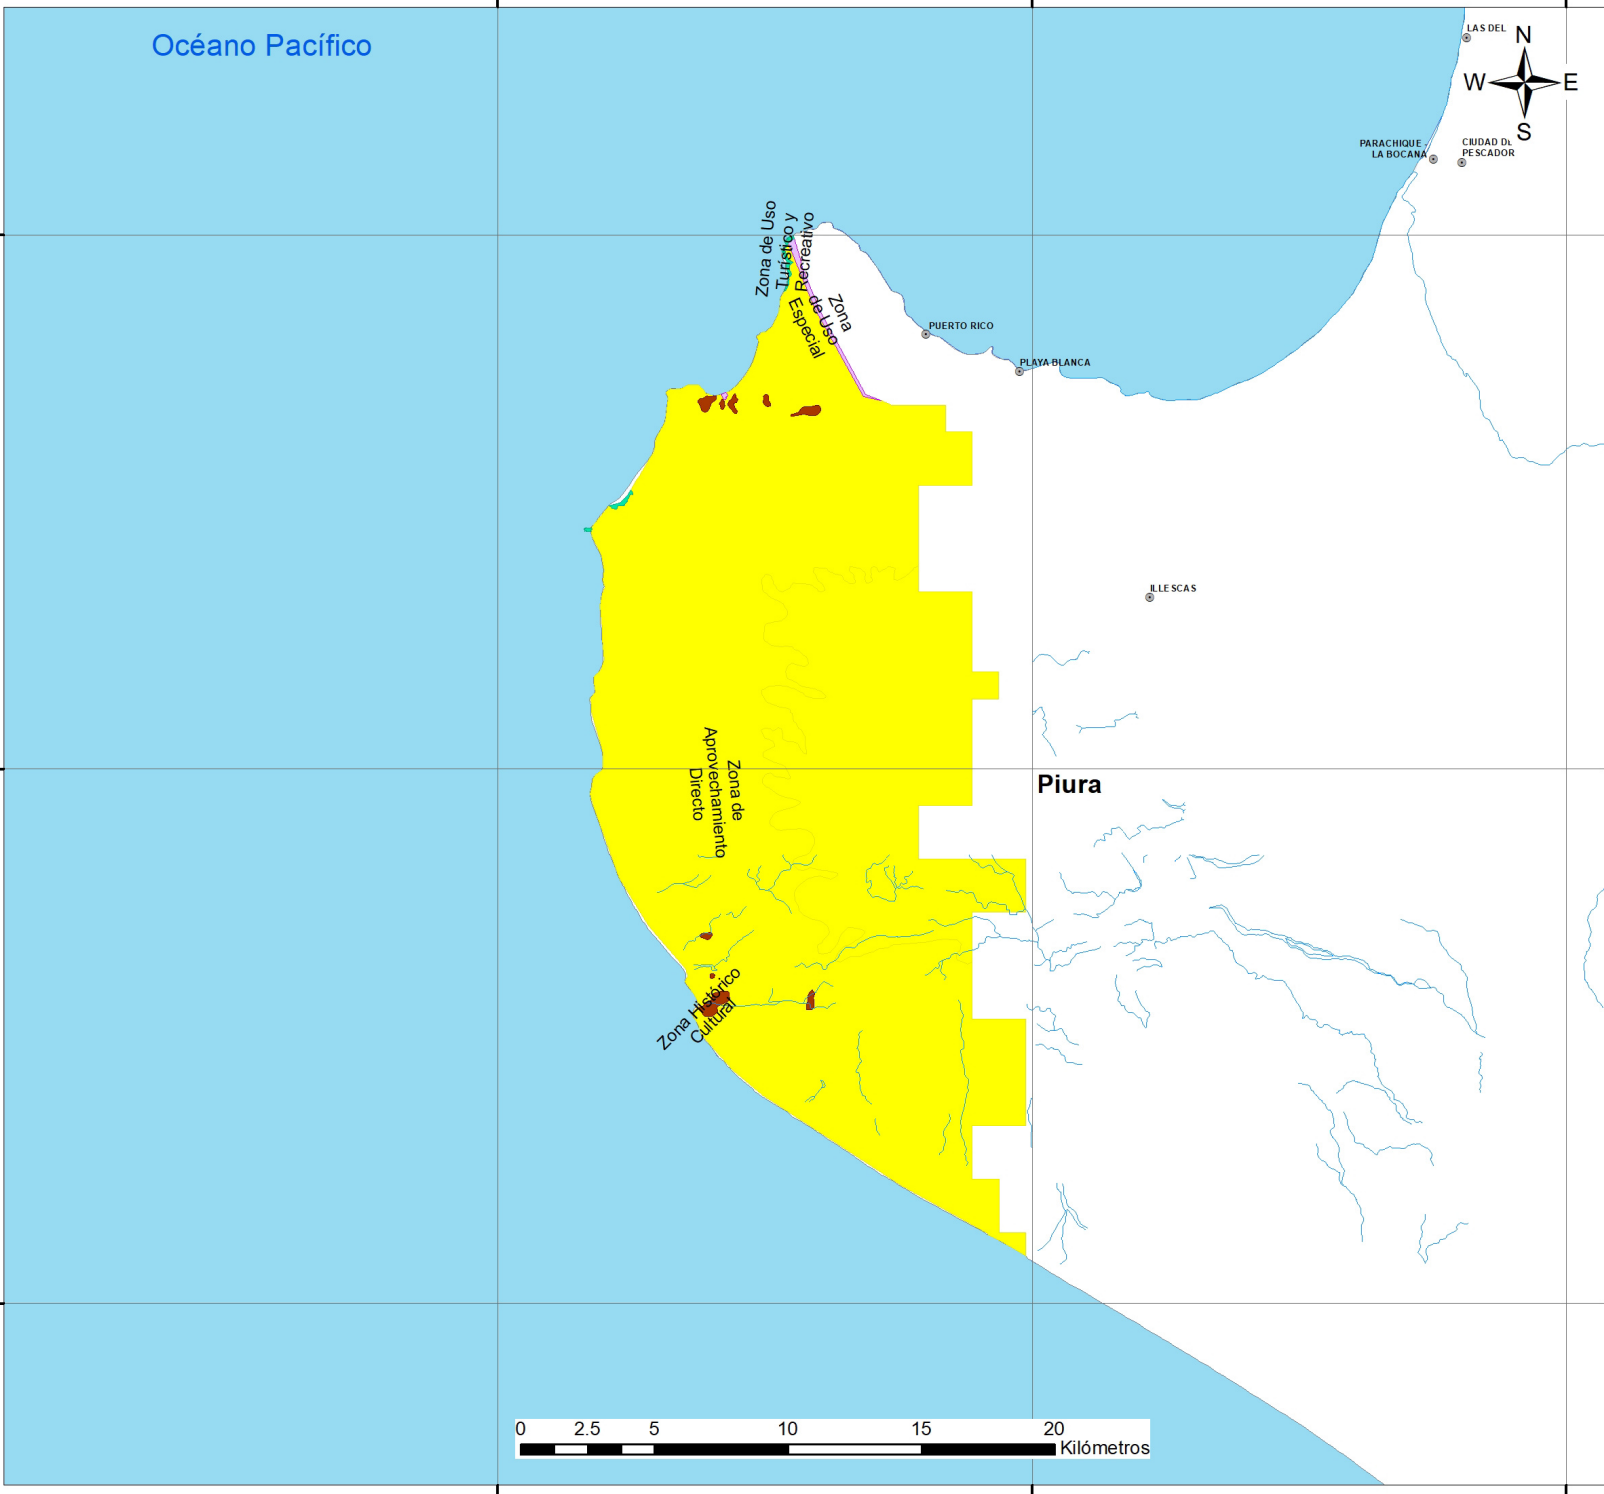 Océano Pacífico
LAS DEL
N
W
E
S
PARACHIQUE -
LA BOCANA
CIUDAD DE
PESCADOR
Zona de Uso
Turístico y
Recreativo
Zona
de Uso
Especial
PUERTO RICO
PLAYA BLANCA
ILLESCAS
Zona de
Aprovechamiento
Directo
Piura
Zona Histórico
Cultural
0 2.5 5 10 15 20
Kilómetros